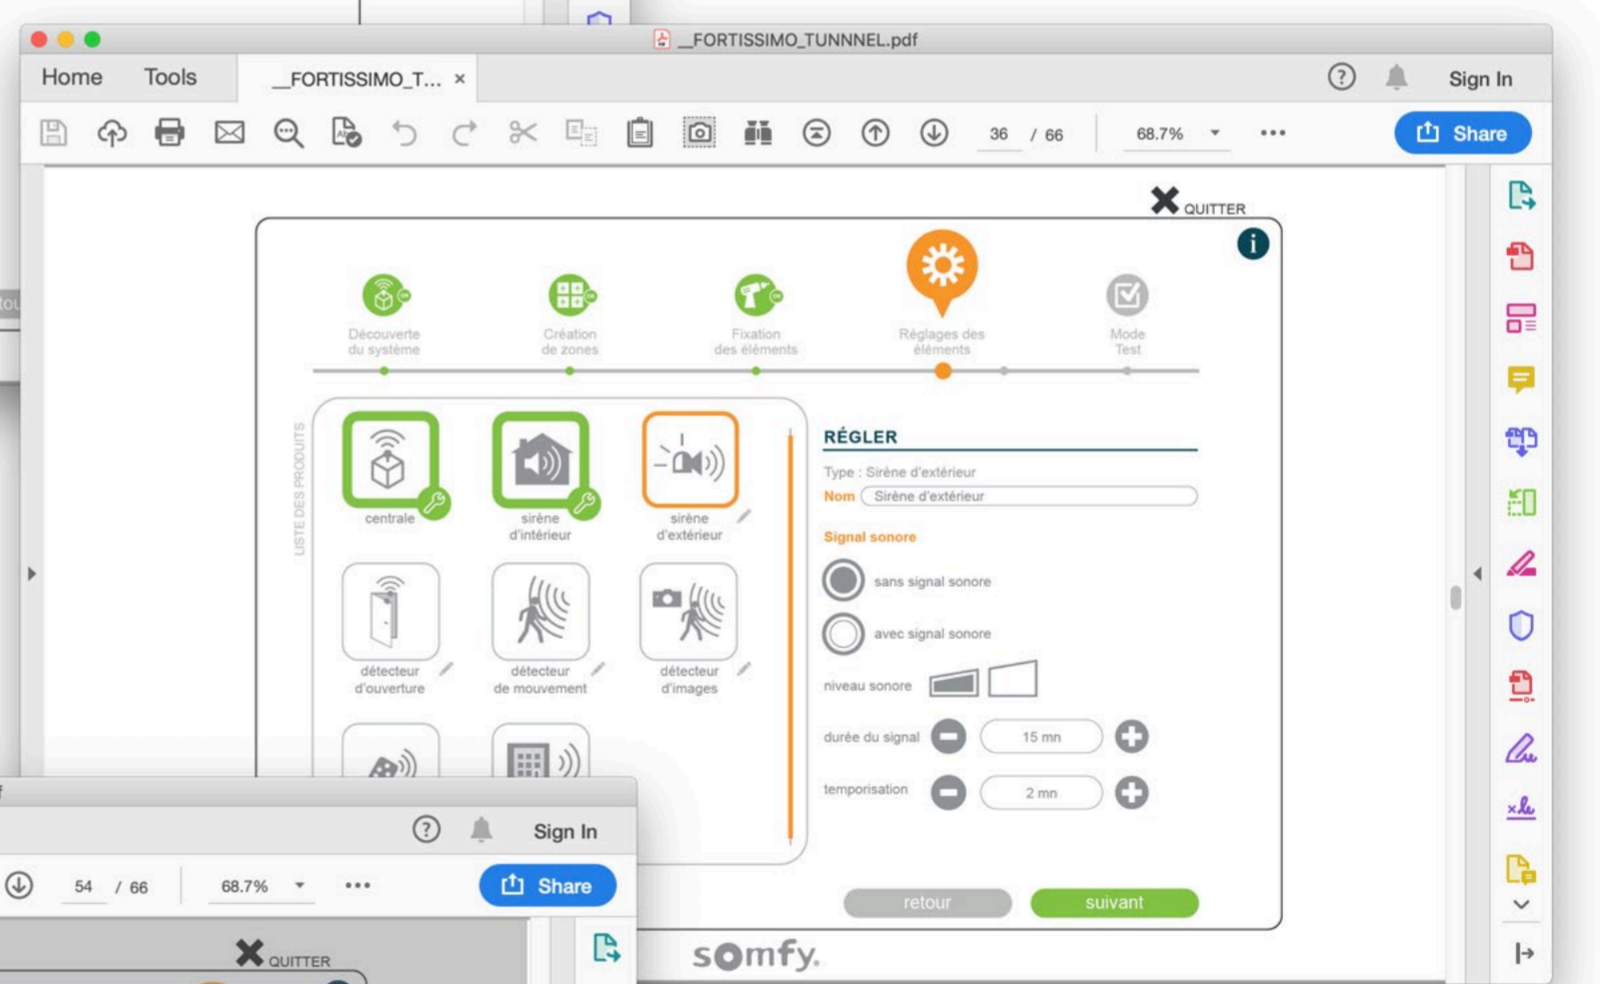 __FORTISSIMO_TUNNNEL.pdf
Home Tools __FORTISSIMO_T... × Sign In
36 / 66 68.7% Share
QUITTER
i
Découverte
du système
Création
de zones
Fixation
des éléments
Réglages des
éléments
Mode
Test
LISTE DES PRODUITS
centrale
sirène
d'intérieur
sirène
d'extérieur
détecteur
d'ouverture
détecteur
de mouvement
détecteur
d'images
RÉGLER
Type : Sirène d'extérieur
Nom Sirène d'extérieur
Signal sonore
sans signal sonore
avec signal sonore
niveau sonore
durée du signal 15 mn
temporisation 2 mn
retour suivant
somfy.
Sign In
54 / 66 68.7% Share
QUITTER